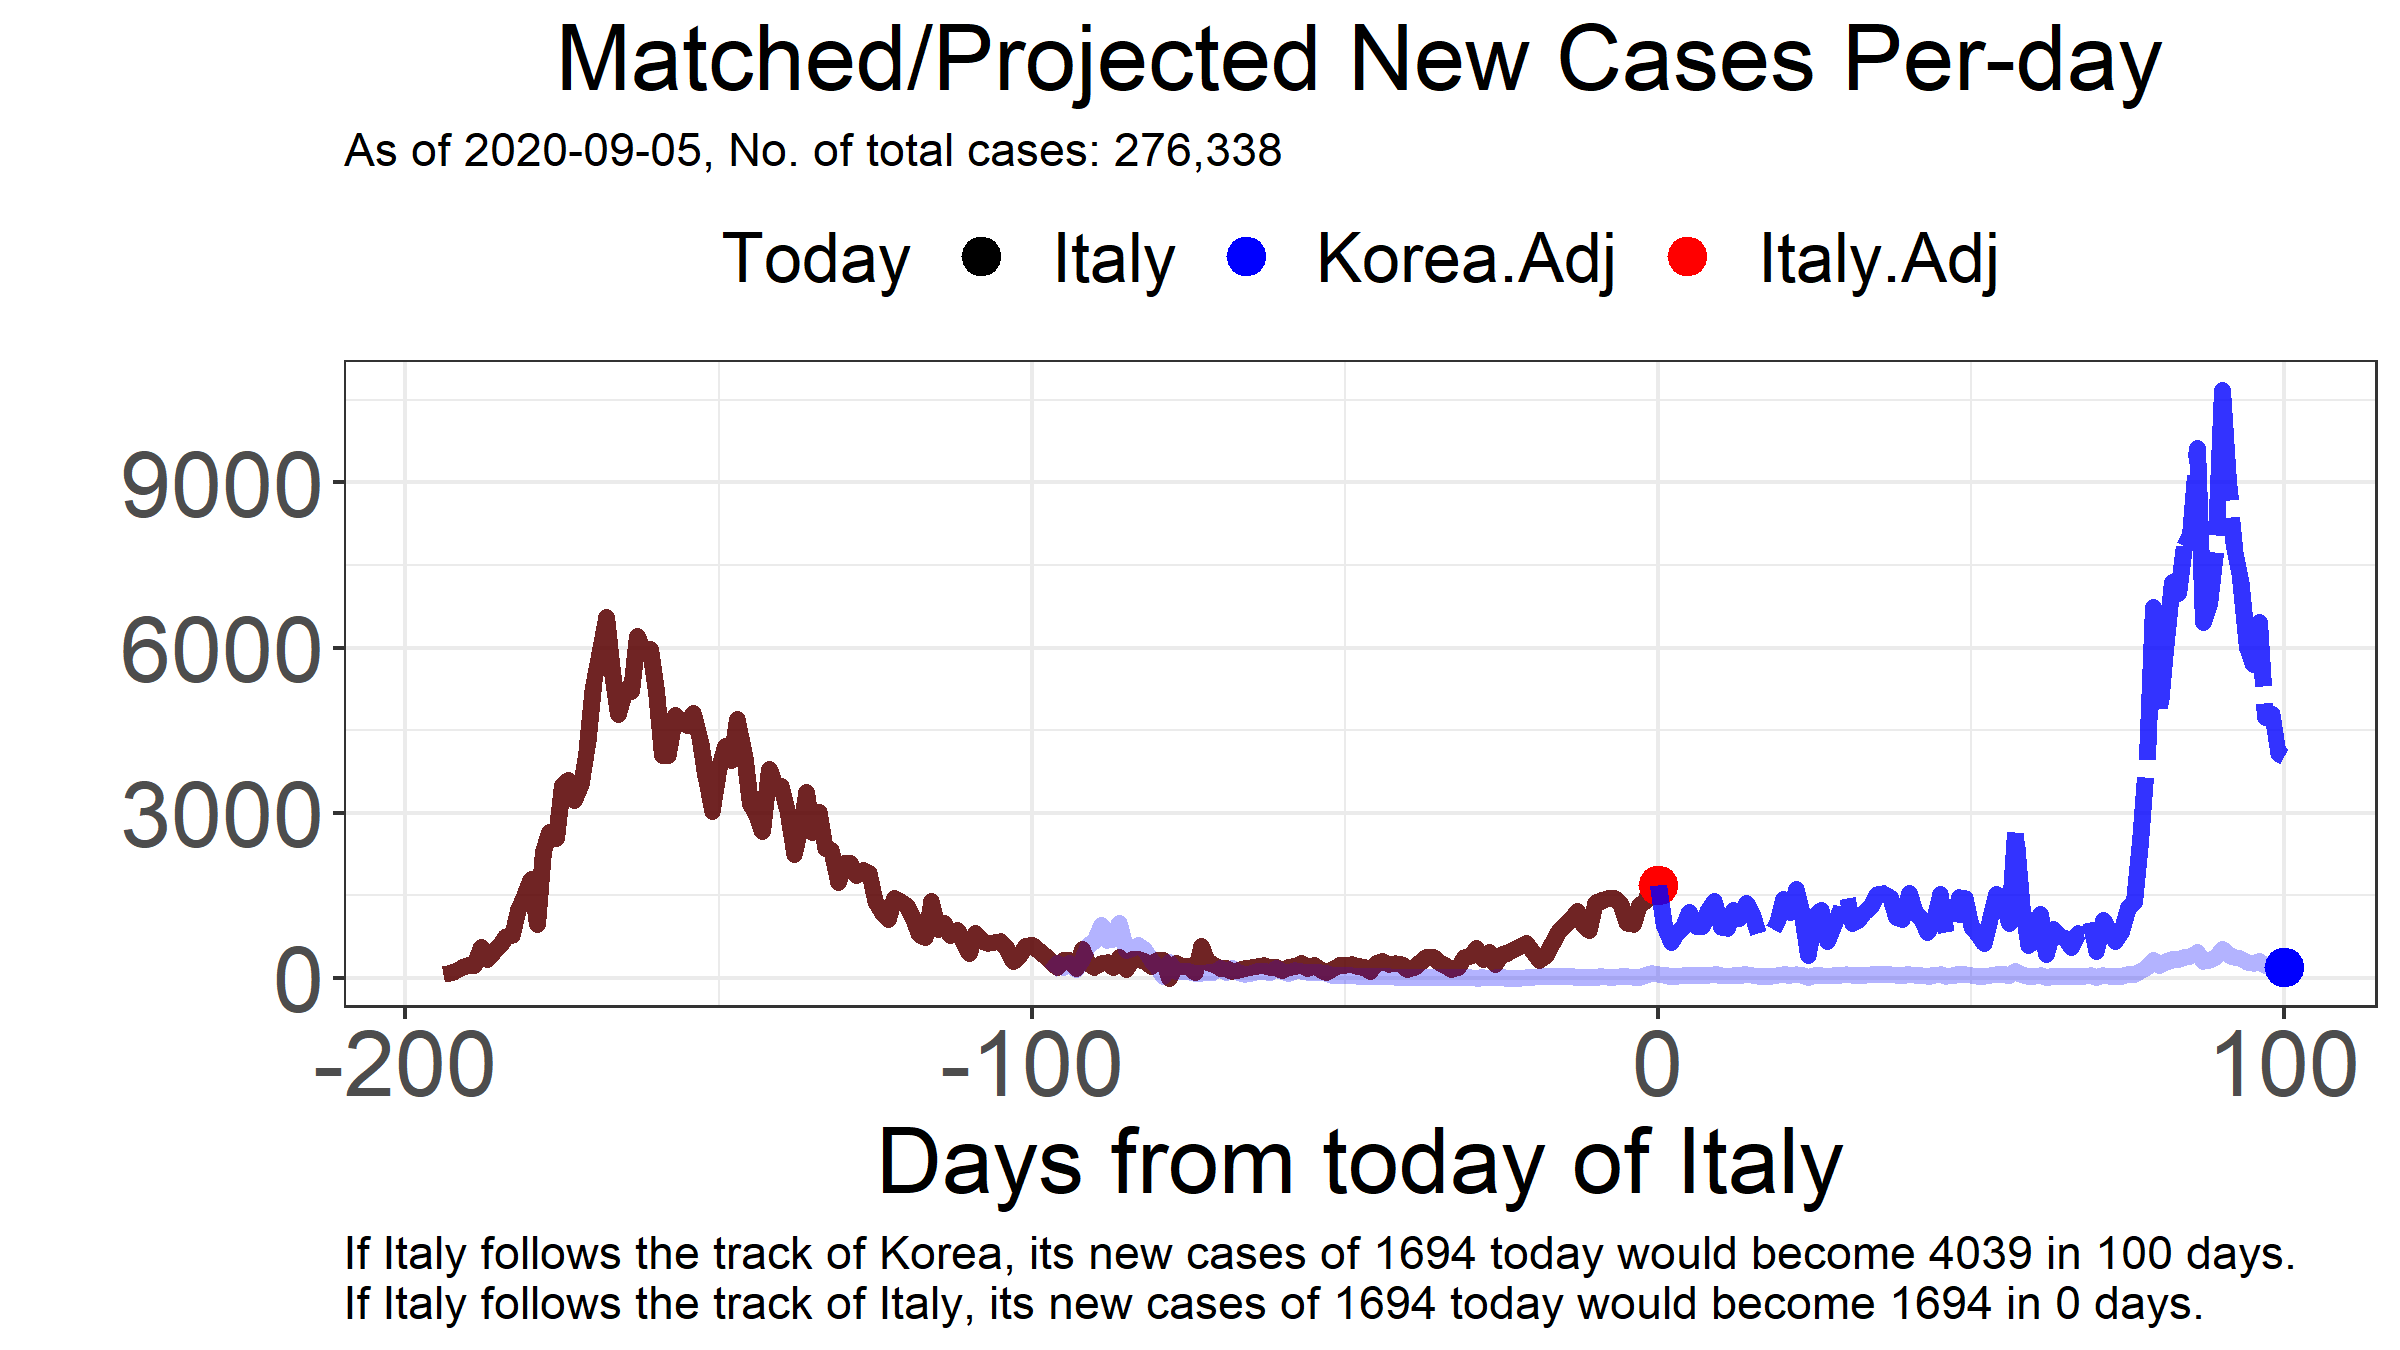 Matched/Projected New Cases Per-day
As of 2020-09-05, No. of total cases: 276,338
Today Italy Korea.Adj Italy.Adj
9000
6000
3000
0
-200 -100 0 100
Days from today of Italy
If Italy follows the track of Korea, its new cases of 1694 today would become 4039 in 100 days.
If Italy follows the track of Italy, its new cases of 1694 today would become 1694 in 0 days.